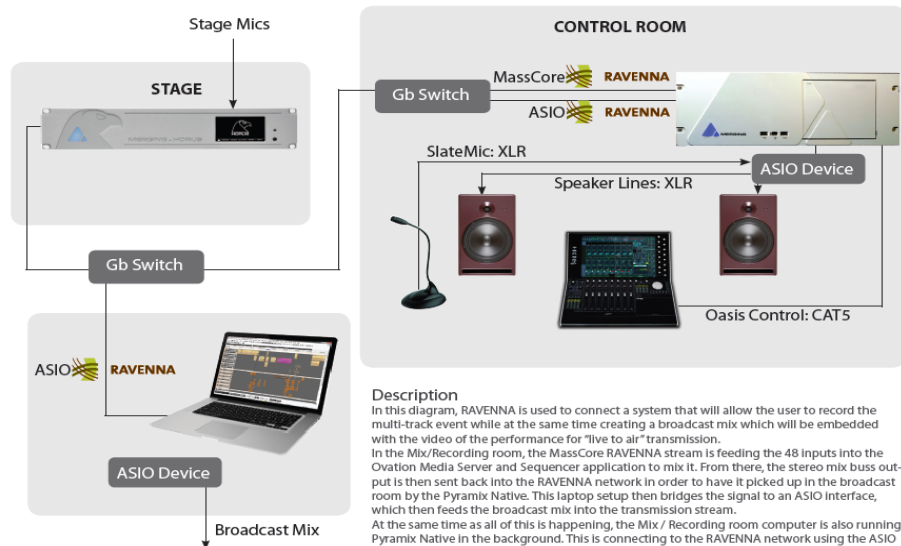 Stage Mics
CONTROL ROOM
STAGE
MassCore RAVENNA
Gb Switch
ASIO RAVENNA
MERGING HORUS
HORUS
MERGING
SlateMic: XLR
ASIO Device
Speaker Lines: XLR
Gb Switch
Oasis Control: CAT5
ASIO RAVENNA
ASIO Device
Broadcast Mix
Description
In this diagram, RAVENNA is used to connect a system that will allow the user to record the
multi-track event while at the same time creating a broadcast mix which will be embedded
with the video of the performance for "live to air" transmission.
In the Mix/Recording room, the MassCore RAVENNA stream is feeding the 48 inputs into the
Ovation Media Server and Sequencer application to mix it. From there, the stereo mix buss out-
put is then sent back into the RAVENNA network in order to have it picked up in the broadcast
room by the Pyramix Native. This laptop setup then bridges the signal to an ASIO interface,
which then feeds the broadcast mix into the transmission stream.
At the same time as all of this is happening, the Mix / Recording room computer is also running
Pyramix Native in the background. This is connecting to the RAVENNA network using the ASIO